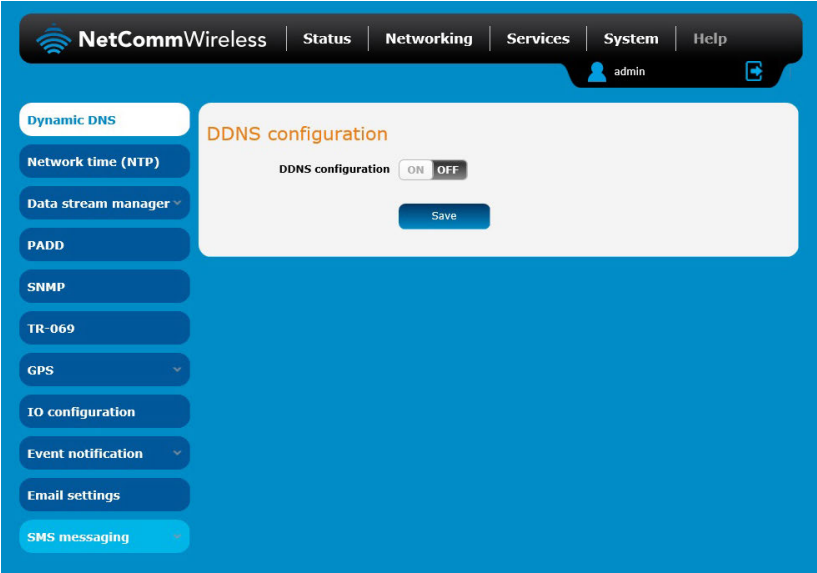 NetCommWireless Status Networking Services System Help
admin
Dynamic DNS
Network time (NTP)
Data stream manager
PADD
SNMP
TR-069
GPS
IO configuration
Event notification
Email settings
SMS messaging
DDNS configuration
DDNS configuration ON OFF
Save